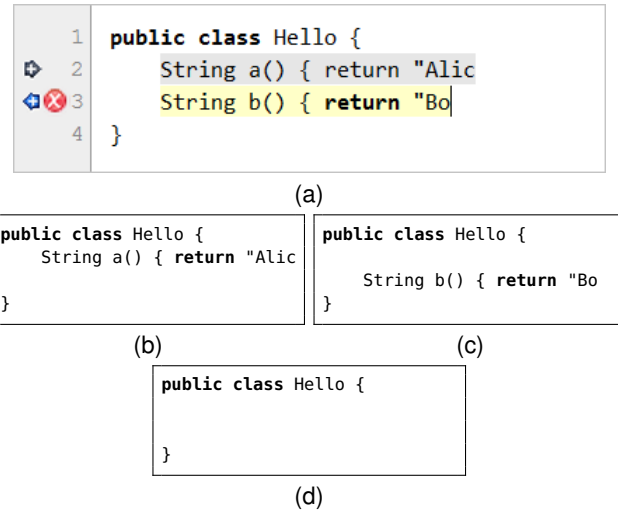 1 public class Hello {
2 String a() { return "Alic
3 String b() { return "Bo
4 }
(a)
public class Hello {
String a() { return "Alic
}
(b)
public class Hello {
String b() { return "Bo
}
(c)
public class Hello {
}
(d)